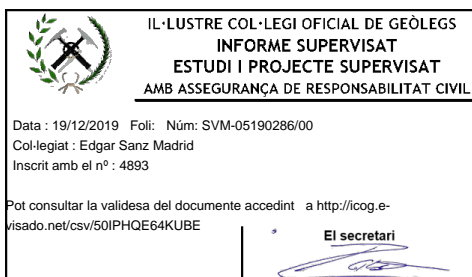 IL·LUSTRE COL·LEGI OFICIAL DE GEÒLEGS
INFORME SUPERVISAT
ESTUDI I PROJECTE SUPERVISAT
AMB ASSEGURANÇA DE RESPONSABILITAT CIVIL
Data : 19/12/2019 Foli: Núm: SVM-05190286/00
Col·legiat : Edgar Sanz Madrid
Inscrit amb el nº : 4893
Pot consultar la validesa del documente accedint a http://icog.e-
visado.net/csv/50IPHQE64KUBE
El secretari